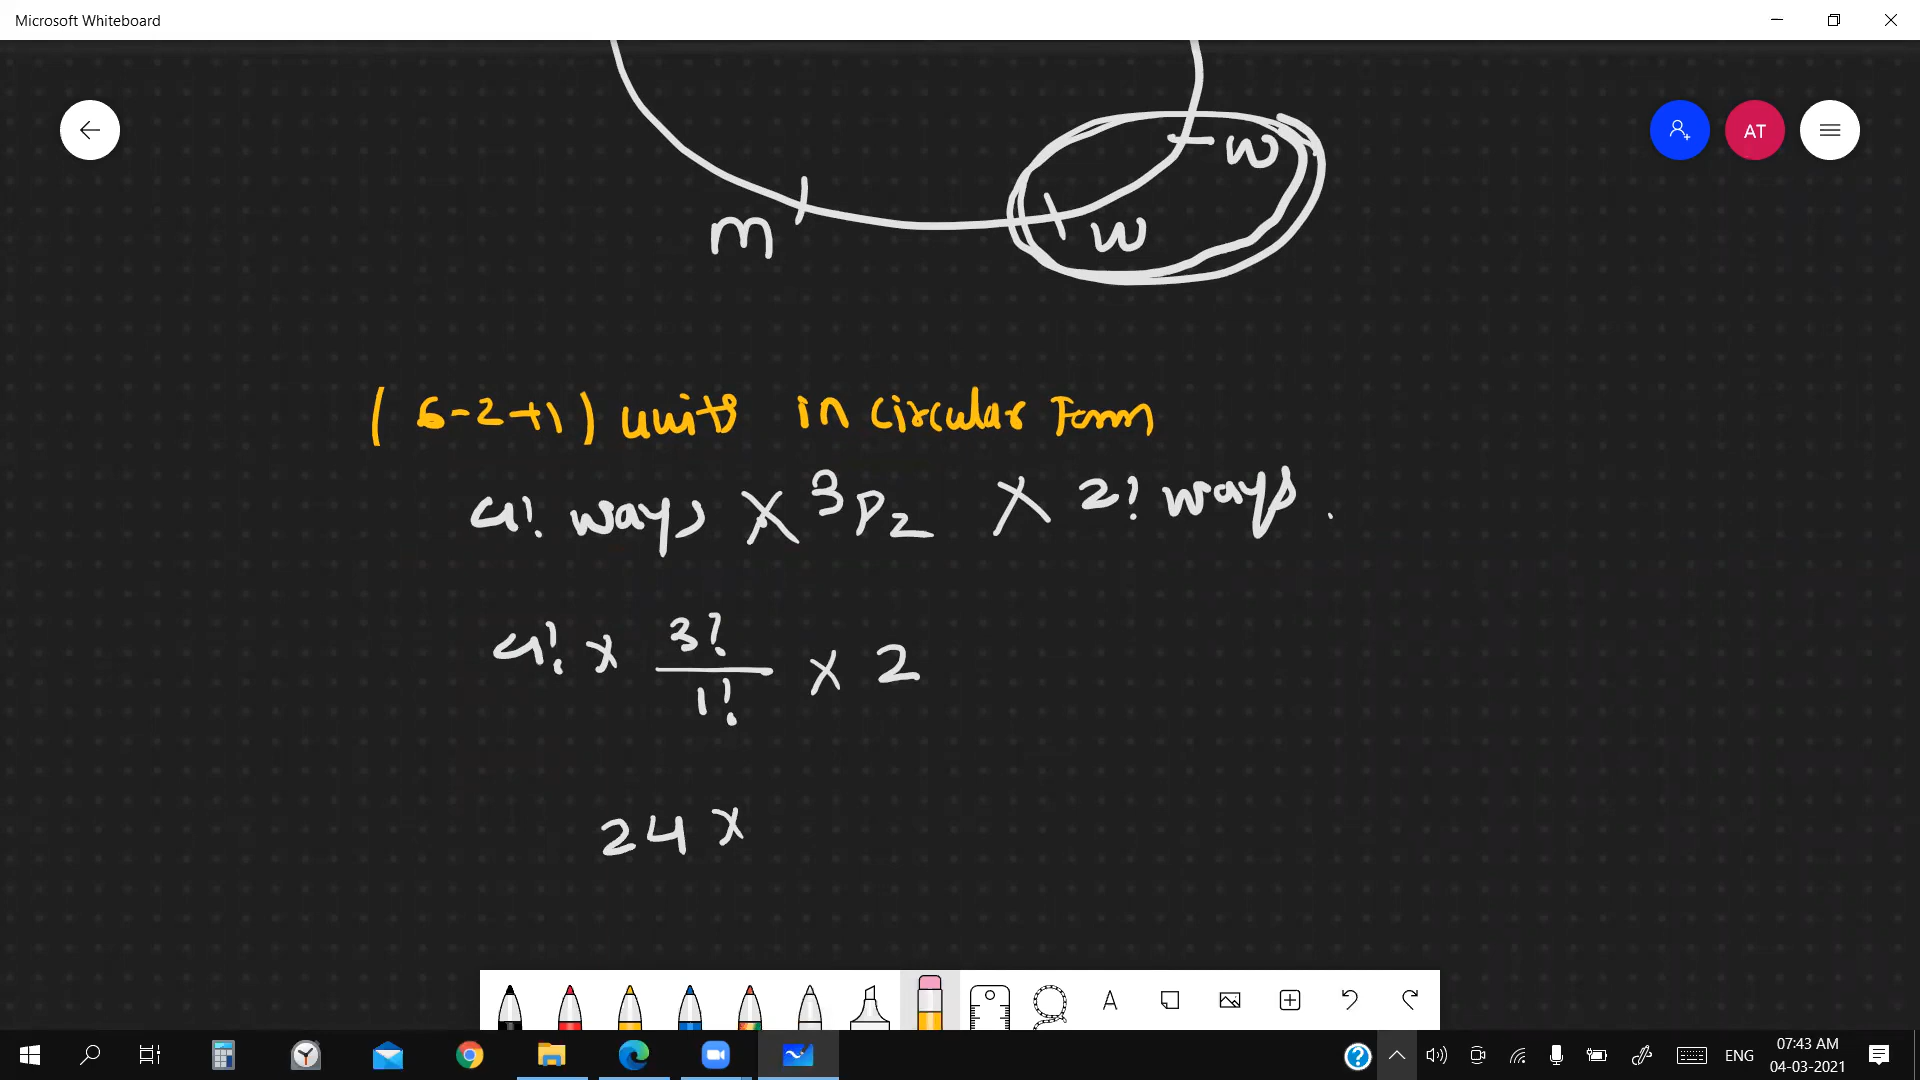 Microsoft Whiteboard
AT
w
m
w
(6-2+1) units in circular Form
4! ways X ³P₂ X 2! ways.
4! x 3!/1! x 2
24 x
A
ENG
07:43 AM
04-03-2021